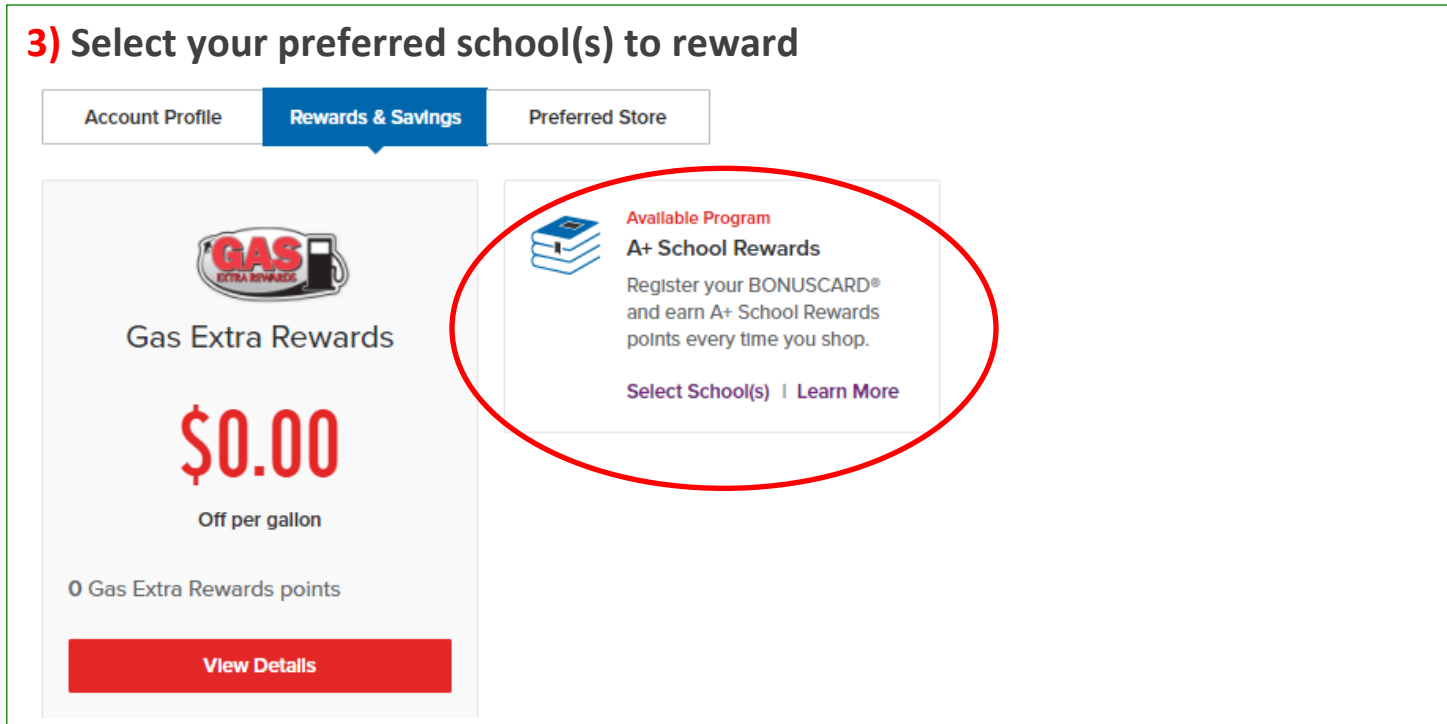 3) Select your preferred school(s) to reward
Account Profile
Rewards & Savings
Preferred Store
GAS
EXTRA REWARDS
Gas Extra Rewards
$0.00
Off per gallon
0 Gas Extra Rewards points
View Details
Available Program
A+ School Rewards
Register your BONUSCARD®
and earn A+ School Rewards
points every time you shop.
Select School(s) | Learn More